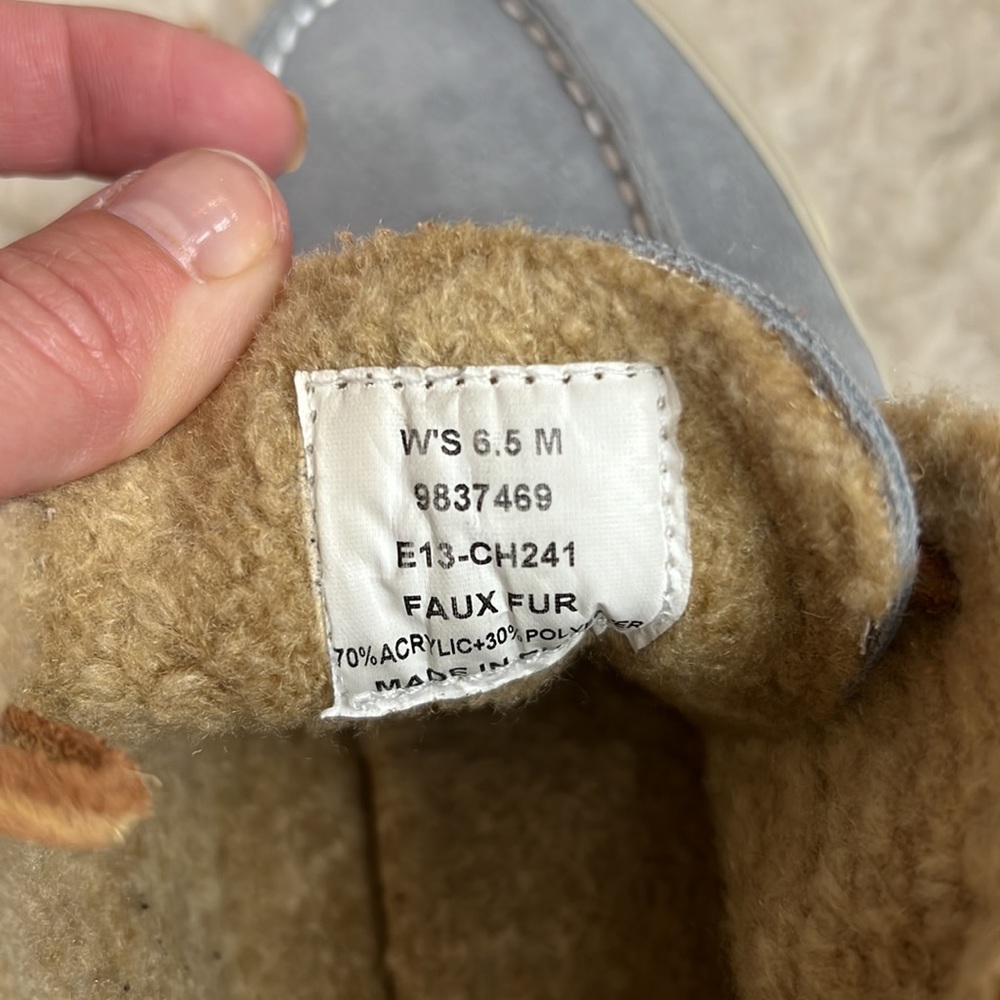 W'S 6.5 M
9837469
E13-CH241
FAUX FUR
70%ACRYLIC+30%
MADE IN